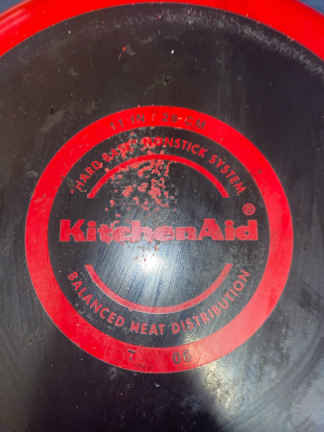 HARD BASE NONSTICK SYSTEM
KitchenAid®
BALANCED HEAT DISTRIBUTION